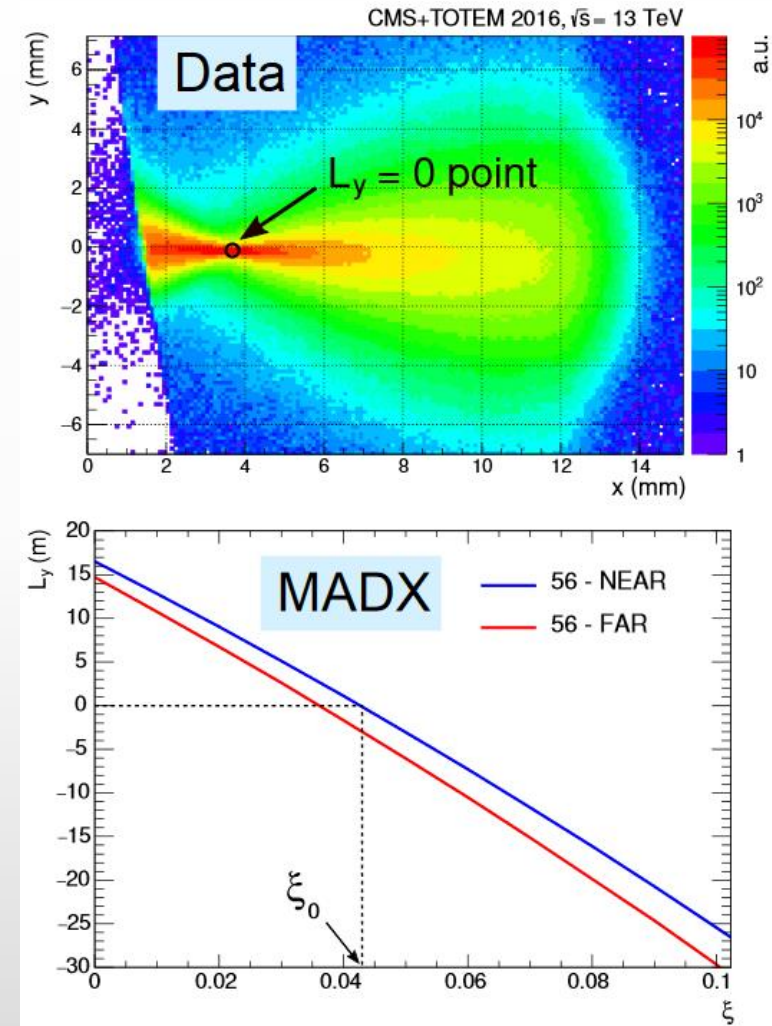 CMS+TOTEM 2016, √s = 13 TeV
y (mm)
Data
L_y = 0 point
a.u.
6
4
2
0
−2
−4
−6
0 2 4 6 8 10 12 14
x (mm)
10⁴
10³
10²
10
1
L_y (m)
MADX
56 - NEAR
56 - FAR
20
15
10
5
0
−5
−10
−15
−20
−25
−30
ξ₀
0 0.02 0.04 0.06 0.08 0.1
ξ